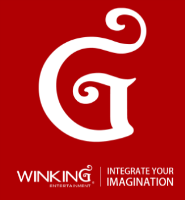 G
WINKING
ENTERTAINMENT
INTEGRATE YOUR
IMAGINATION